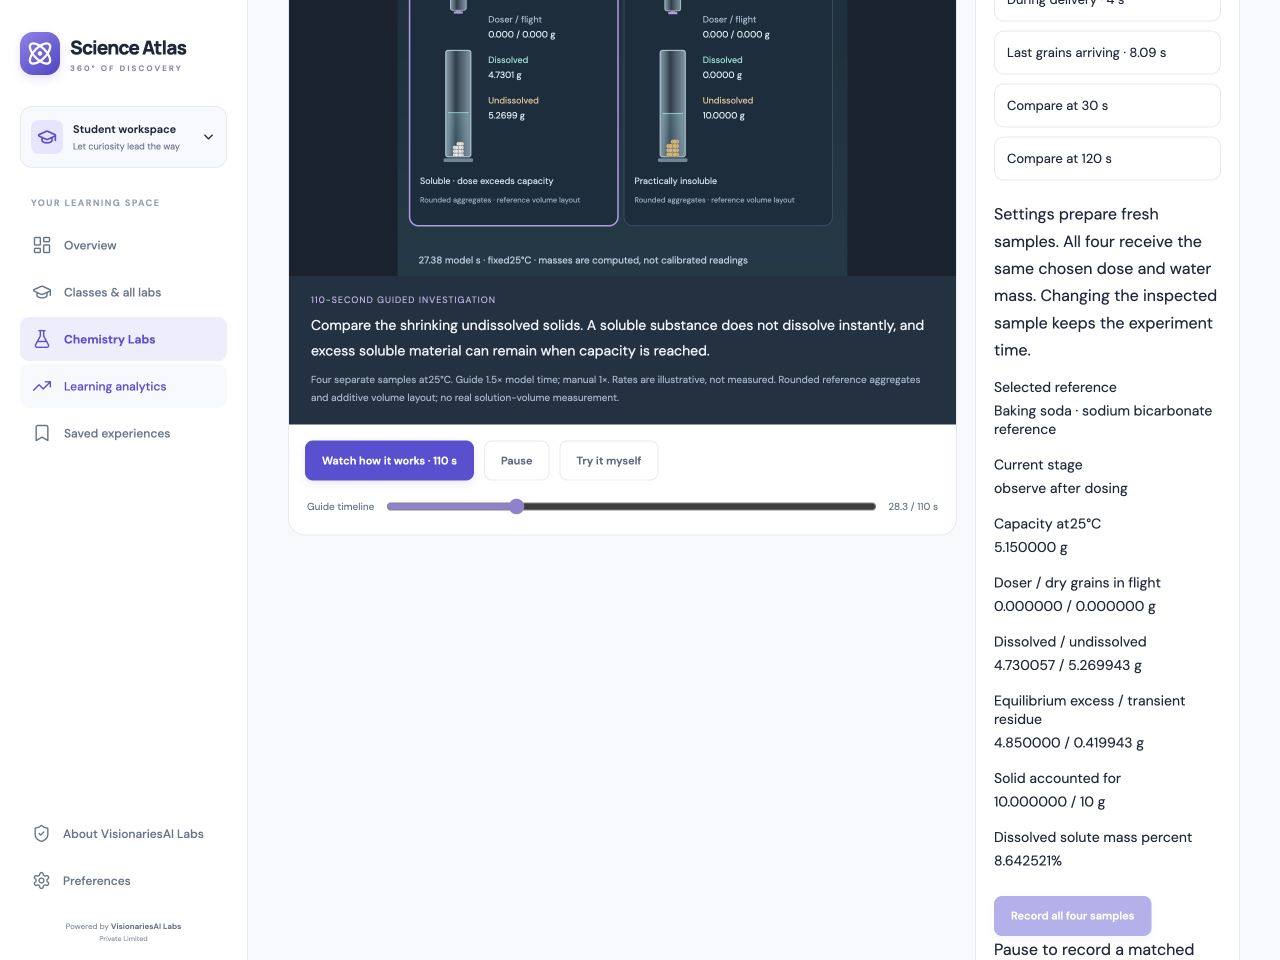 Science Atlas
360° OF DISCOVERY
Student workspace
Let curiosity lead the way
YOUR LEARNING SPACE
Overview
Classes & all labs
Chemistry Labs
Learning analytics
Saved experiences
About VisionariesAI Labs
Preferences
Powered by VisionariesAI Labs
Private Limited
Doser / flight
0.000 / 0.000 g
Dissolved
4.7301 g
Undissolved
5.2699 g
Soluble · dose exceeds capacity
Rounded aggregates · reference volume layout
Doser / flight
0.000 / 0.000 g
Dissolved
0.0000 g
Undissolved
10.0000 g
Practically insoluble
Rounded aggregates · reference volume layout
27.38 model s · fixed25°C · masses are computed, not calibrated readings
110-SECOND GUIDED INVESTIGATION
Compare the shrinking undissolved solids. A soluble substance does not dissolve instantly, and
excess soluble material can remain when capacity is reached.
Four separate samples at25°C. Guide 1.5× model time; manual 1×. Rates are illustrative, not measured. Rounded reference aggregates
and additive volume layout; no real solution-volume measurement.
Watch how it works · 110 s
Pause
Try it myself
Guide timeline
28.3 / 110 s
During delivery · 4 s
Last grains arriving · 8.09 s
Compare at 30 s
Compare at 120 s
Settings prepare fresh
samples. All four receive the
same chosen dose and water
mass. Changing the inspected
sample keeps the experiment
time.
Selected reference
Baking soda · sodium bicarbonate
reference
Current stage
observe after dosing
Capacity at25°C
5.150000 g
Doser / dry grains in flight
0.000000 / 0.000000 g
Dissolved / undissolved
4.730057 / 5.269943 g
Equilibrium excess / transient
residue
4.850000 / 0.419943 g
Solid accounted for
10.000000 / 10 g
Dissolved solute mass percent
8.642521%
Record all four samples
Pause to record a matched